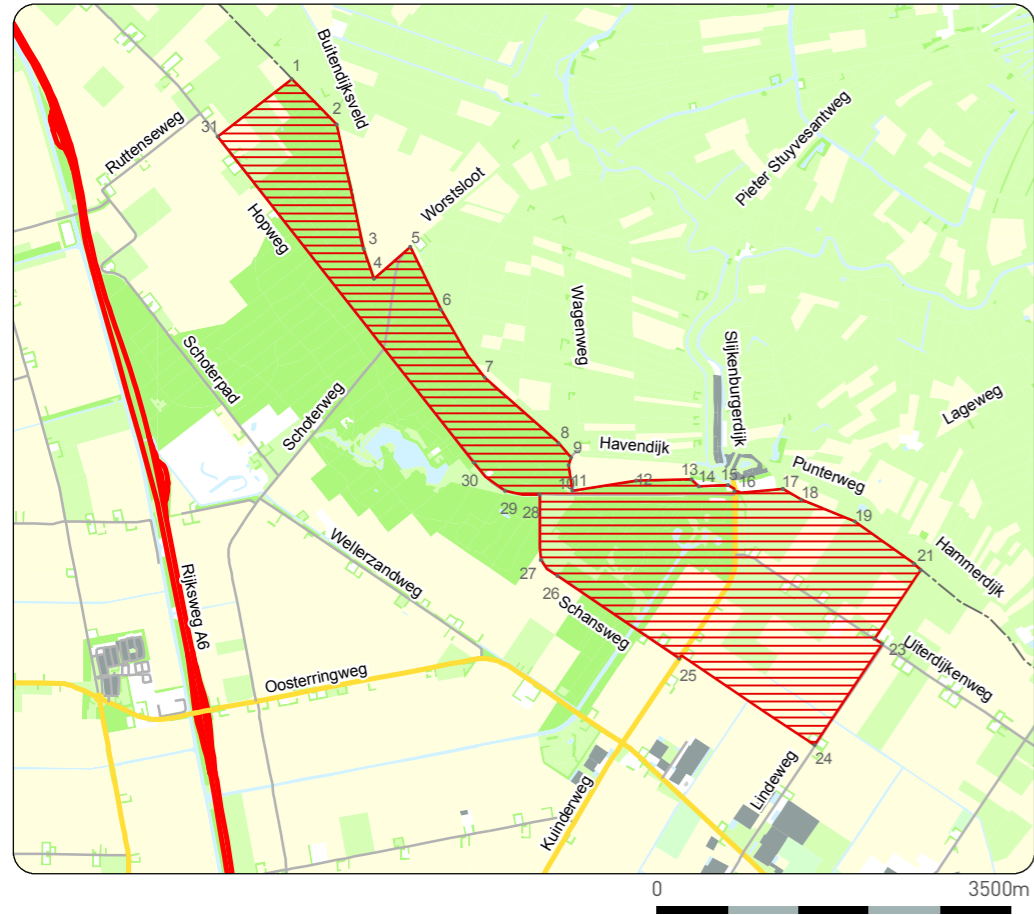 1
2
Buitendijksveld
31
Ruttenseweg
Pieter Stuyvesantweg
Worstsloot
Hopweg
3
4
5
6
Wagenweg
Slijkenburgerdijk
Schoterpad
Schoterweg
7
Lageweg
8
9
Havendijk
Punterweg
30
10
11
12
13
14
15
16
17
18
29
28
19
Wellerzandweg
Hammerdijk
21
27
26
Rijksweg A6
Schansweg
Uiterdijkenweg
23
25
Oosterringweg
24
Lindeweg
Kuinderweg
0 3500m